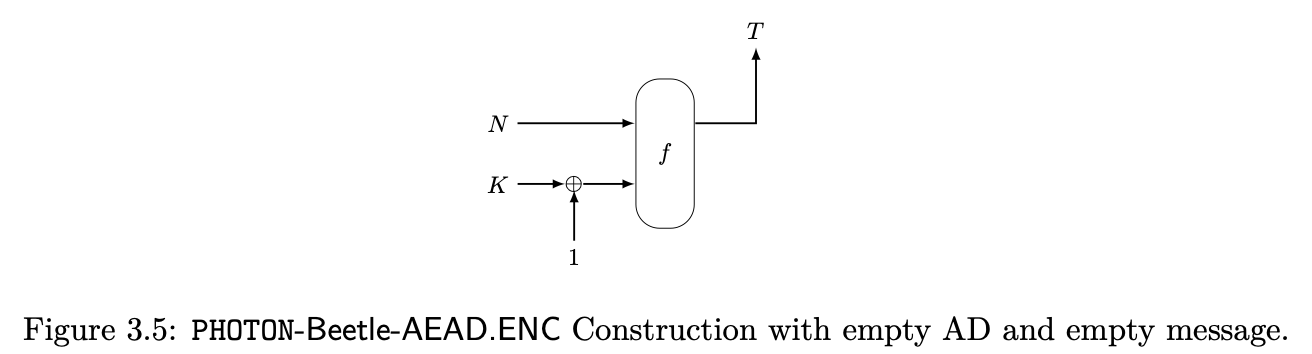 T
N
f
K
⊕
1
Figure 3.5: PHOTON-Beetle-AEAD.ENC Construction with empty AD and empty message.